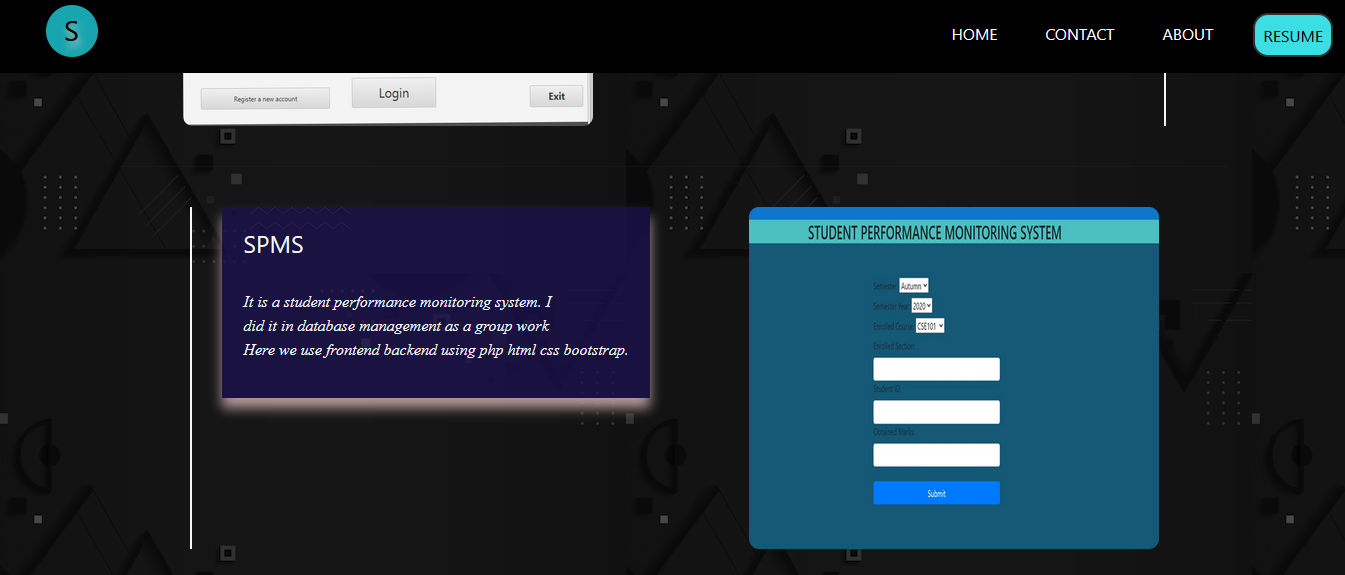 S
HOME CONTACT ABOUT RESUME
Register a new account Login Exit
SPMS
It is a student performance monitoring system. I
did it in database management as a group work
Here we use frontend backend using php html css bootstrap.
STUDENT PERFORMANCE MONITORING SYSTEM
Semester: Autumn
Semester Year: 2020
Enrolled Course: CSE101
Enrolled Section:
Student ID:
Obtained Marks:
Submit